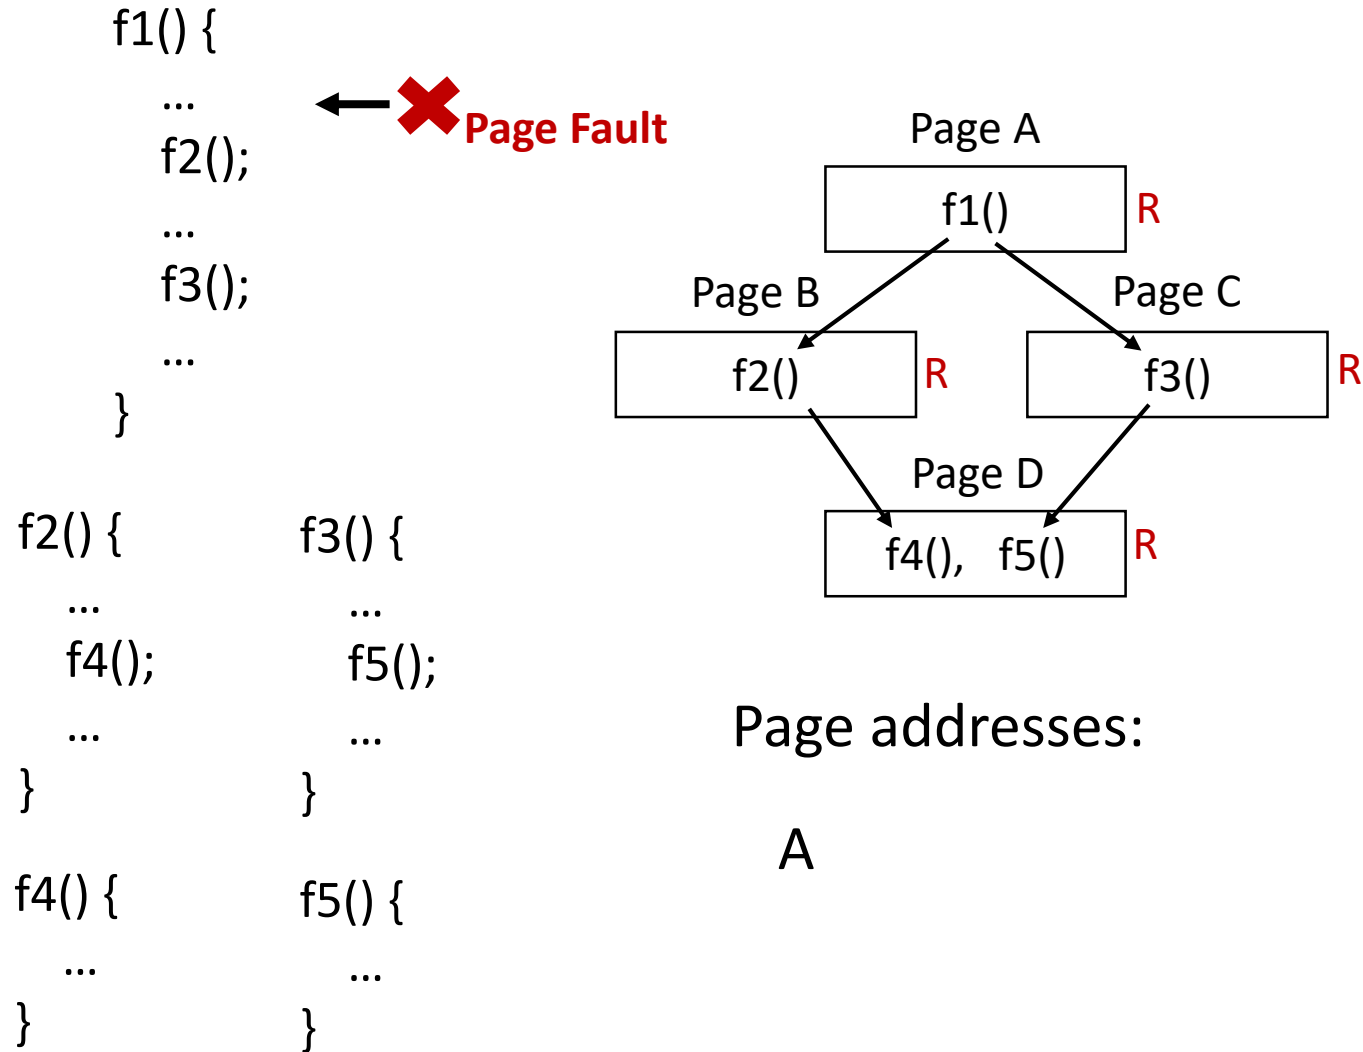 f1() {
...
f2();
...
f3();
...
}
Page Fault
f2() {
...
f4();
...
}
f3() {
...
f5();
...
}
f4() {
...
}
f5() {
...
}
Page A
f1()
R
Page B
f2()
R
Page C
f3()
R
Page D
f4(), f5()
R
Page addresses:
A